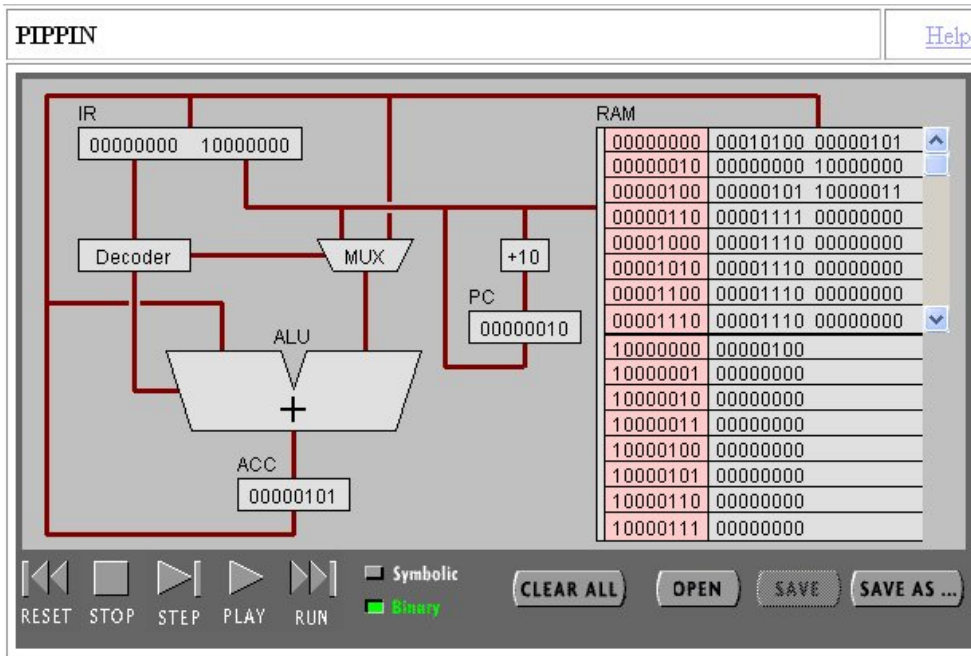 PIPPIN Help
IR
00000000 10000000
RAM
00000000 00010100 00000101
00000010 00000000 10000000
00000100 00000101 10000011
00000110 00001111 00000000
00001000 00001110 00000000
00001010 00001110 00000000
00001100 00001110 00000000
00001110 00001110 00000000
10000000 00000100
10000001 00000000
10000010 00000000
10000011 00000000
10000100 00000000
10000101 00000000
10000110 00000000
10000111 00000000
Decoder
MUX
+10
PC
00000010
ALU
+
ACC
00000101
RESET STOP STEP PLAY RUN
Symbolic
Binary
CLEAR ALL OPEN SAVE SAVE AS ...